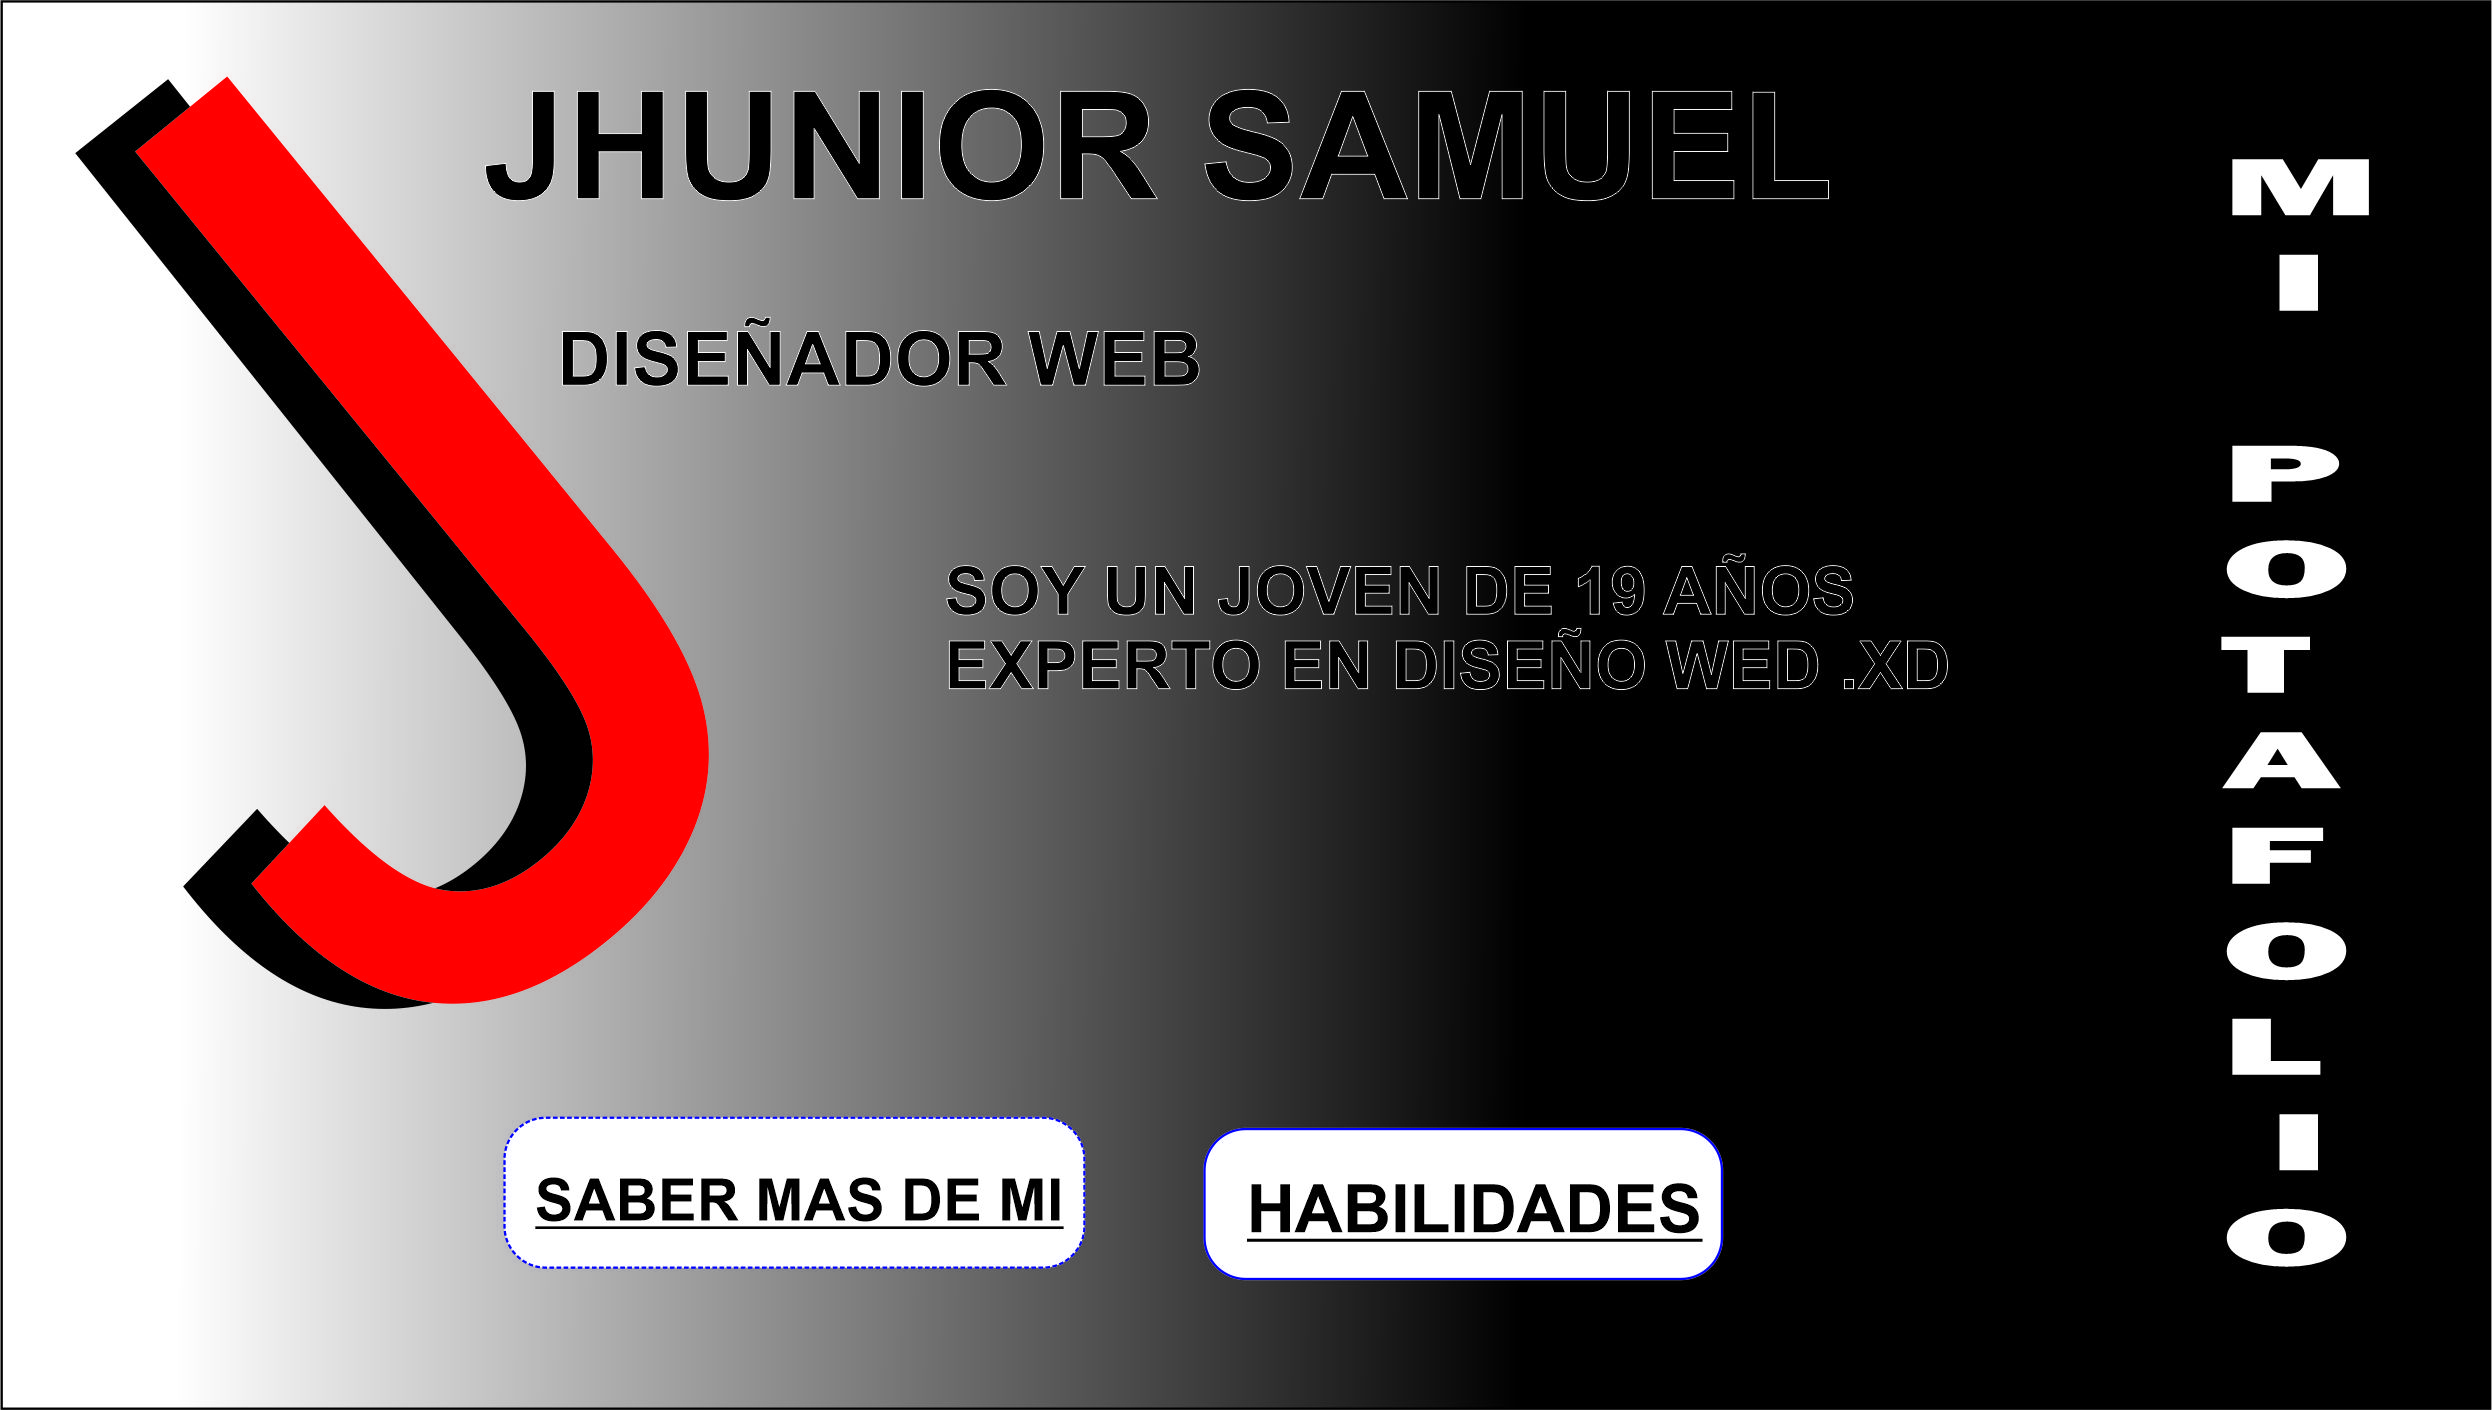 J
JHUNIOR SAMUEL
DISEÑADOR WEB
SOY UN JOVEN DE 19 AÑOS
EXPERTO EN DISEÑO WED .XD
SABER MAS DE MI
HABILIDADES
MI POTAFOLIO